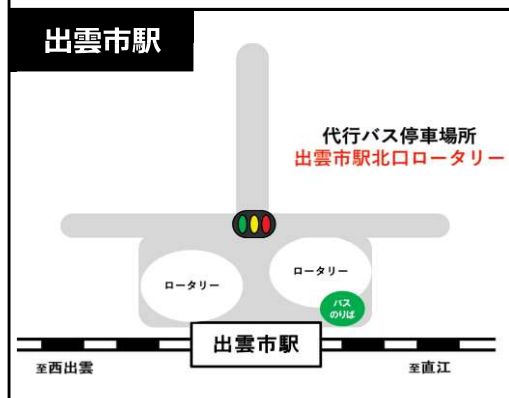 出雲市駅
代行バス停車場所
出雲市駅北口ロータリー
ロータリー
ロータリー
バス
のりば
出雲市駅
至西出雲
至直江